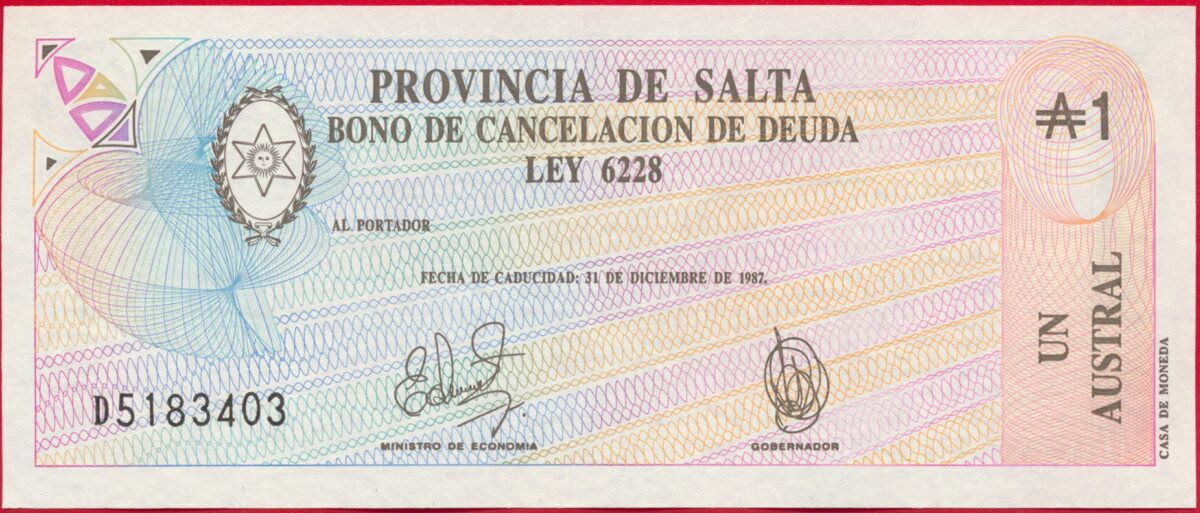 PROVINCIA DE SALTA
BONO DE CANCELACION DE DEUDA
LEY 6228
₳1
AL PORTADOR
FECHA DE CADUCIDAD: 31 DE DICIEMBRE DE 1987.
UN
AUSTRAL
D5183403
MINISTRO DE ECONOMIA
GOBERNADOR
CASA DE MONEDA